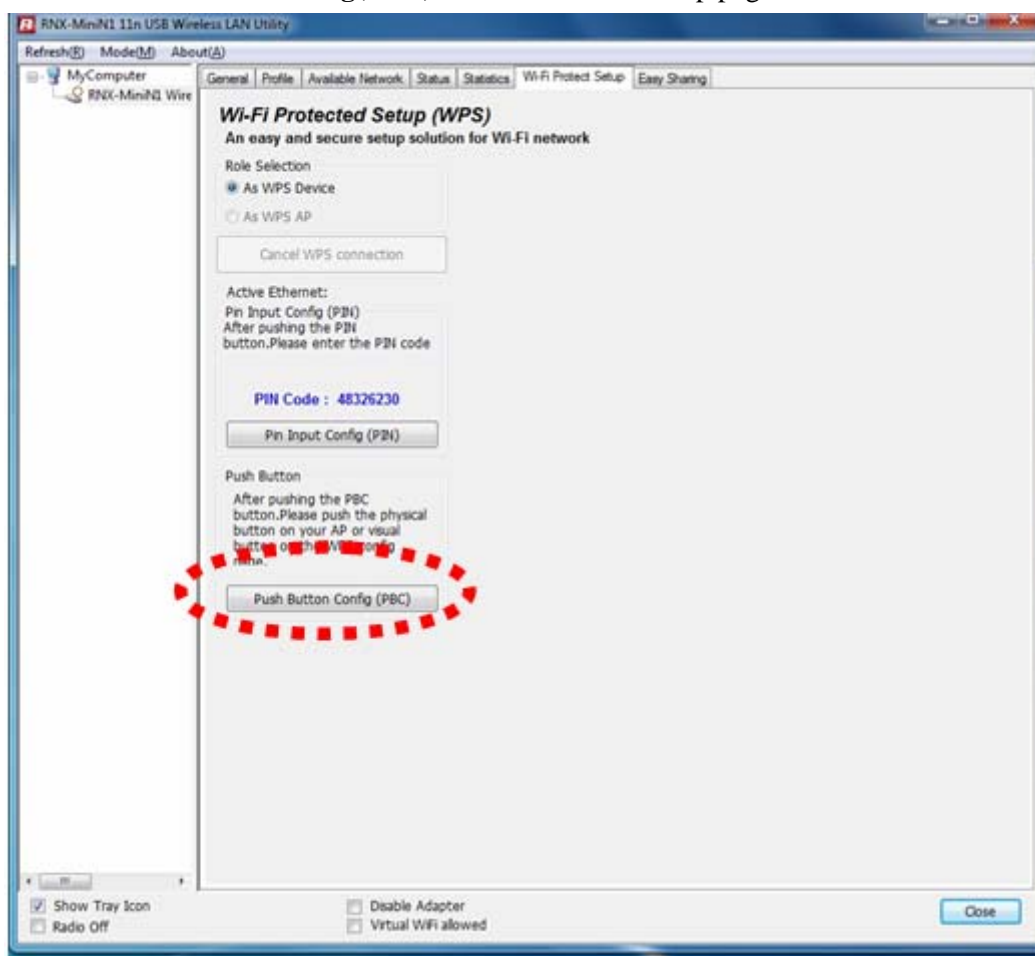 RNX-MiniN1 11n USB Wireless LAN Utility
Refresh(R) Mode(M) About(A)
MyComputer
RNX-MiniN1 Wire
General Profile Available Network Status Statistics Wi-Fi Protect Setup Easy Sharing
Wi-Fi Protected Setup (WPS)
An easy and secure setup solution for Wi-Fi network
Role Selection
As WPS Device
As WPS AP
Cancel WPS connection
Active Ethernet:
Pin Input Config (PIN)
After pushing the PIN
button.Please enter the PIN code
PIN Code : 48326230
Pin Input Config (PIN)
Push Button
After pushing the PBC
button.Please push the physical
button on your AP or visual
button on the WPS config
Push Button Config (PBC)
Show Tray Icon
Radio Off
Disable Adapter
Virtual WiFi allowed
Close